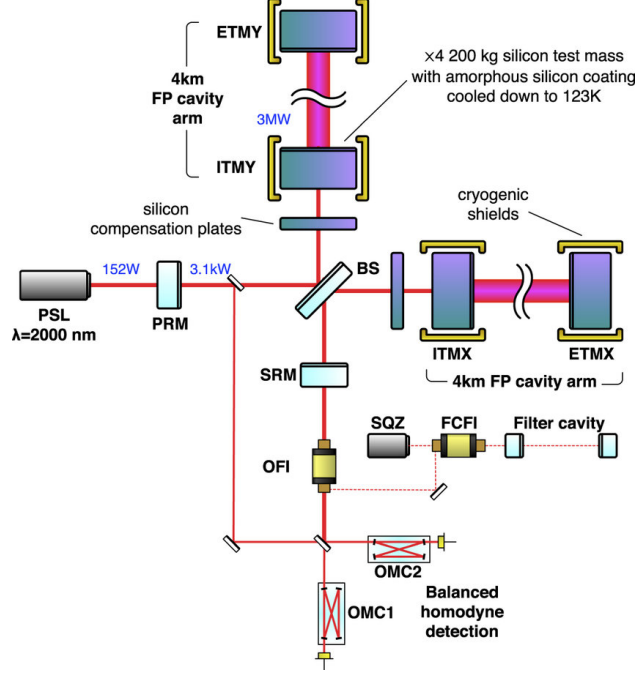 ETMY
4km
FP cavity
arm
×4 200 kg silicon test mass
with amorphous silicon coating
cooled down to 123K
3MW
ITMY
silicon
compensation plates
cryogenic
shields
BS
152W
3.1kW
PSL
λ=2000 nm
PRM
ITMX
ETMX
4km FP cavity arm
SRM
SQZ
FCFI
Filter cavity
OFI
OMC2
OMC1
Balanced
homodyne
detection